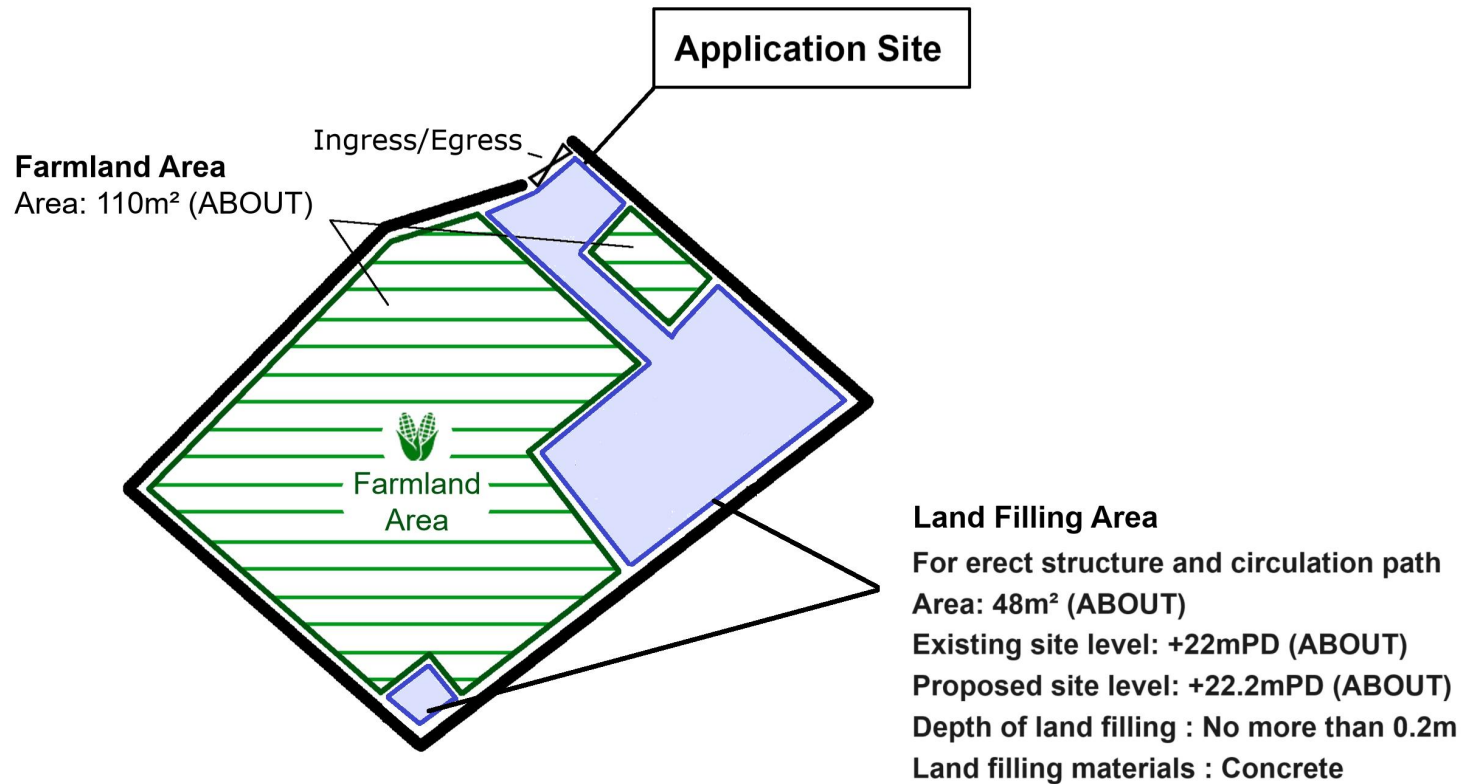 Application Site
Ingress/Egress
Farmland Area
Area: 110m² (ABOUT)
Farmland
Area
Land Filling Area
For erect structure and circulation path
Area: 48m² (ABOUT)
Existing site level: +22mPD (ABOUT)
Proposed site level: +22.2mPD (ABOUT)
Depth of land filling : No more than 0.2m
Land filling materials : Concrete